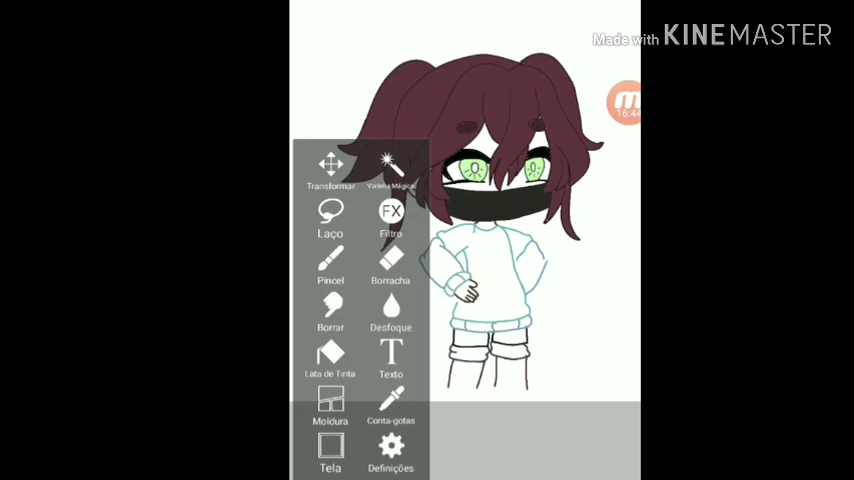 Made with KINEMASTER
16:44
Transformar
Varinha Mágica
Laço
FX
Filtro
Pincel
Borracha
Borrar
Desfoque
Lata de Tinta
T
Texto
Moldura
Conta-gotas
Tela
Definições